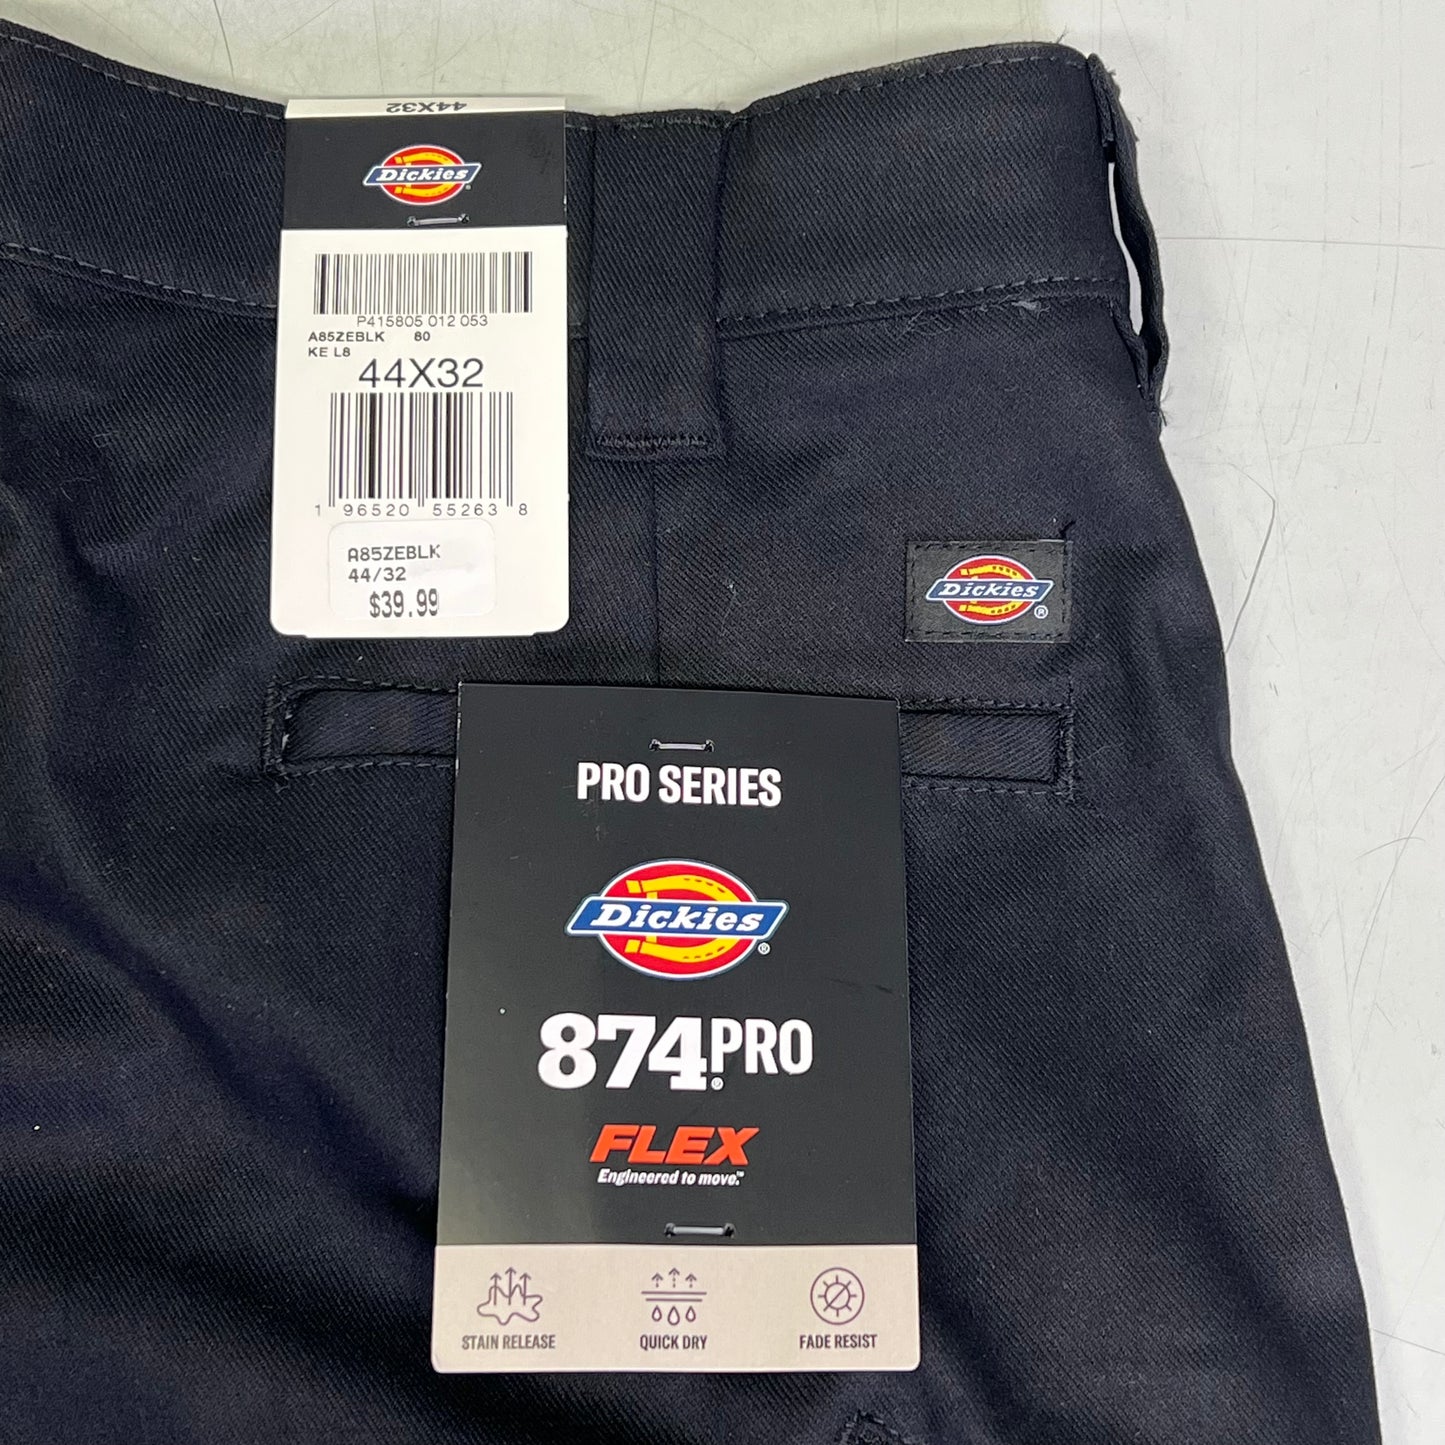 44X32
Dickies
P415805 012 053
A85ZEBLK 80
KE L8
44X32
1 96520 55263 8
A85ZEBLK
44/32
$39.99
Dickies®
PRO SERIES
Dickies®
874®PRO
FLEX
Engineered to move.™
STAIN RELEASE QUICK DRY FADE RESIST